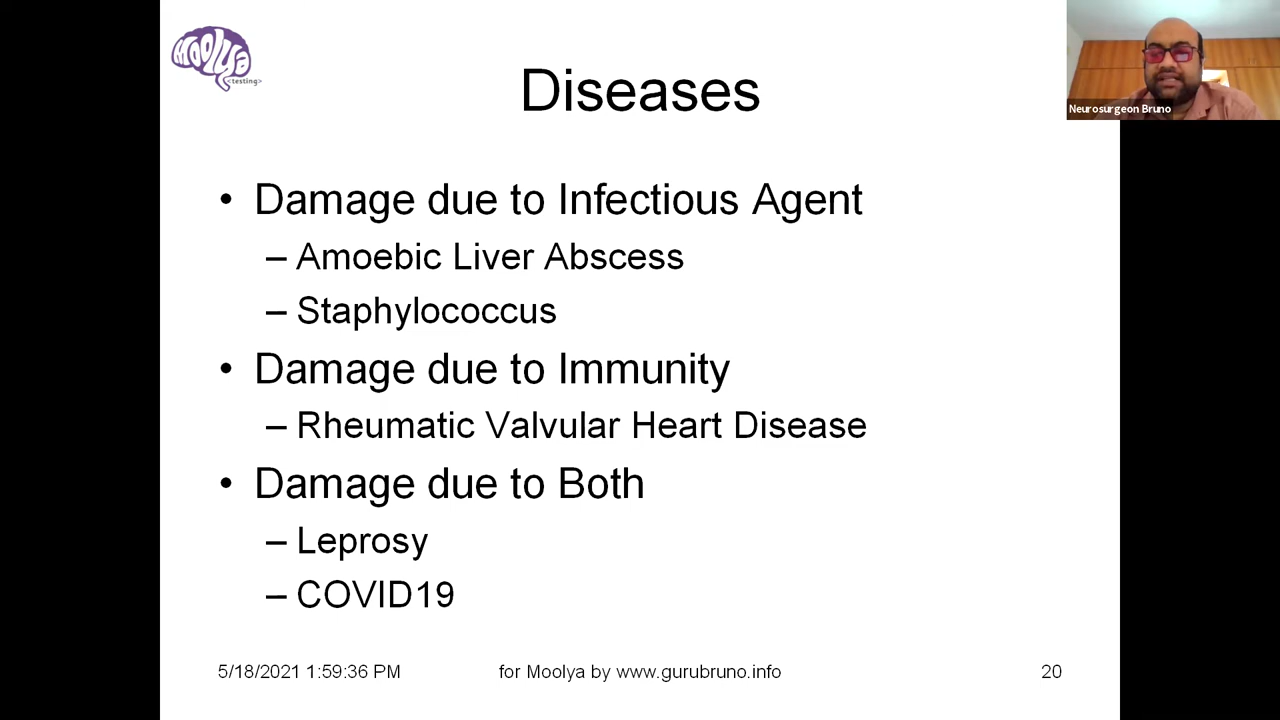 Moolya
<testing>
Diseases
Neurosurgeon Bruno
• Damage due to Infectious Agent
– Amoebic Liver Abscess
– Staphylococcus
• Damage due to Immunity
– Rheumatic Valvular Heart Disease
• Damage due to Both
– Leprosy
– COVID19
5/18/2021 1:59:36 PM for Moolya by www.gurubruno.info 20